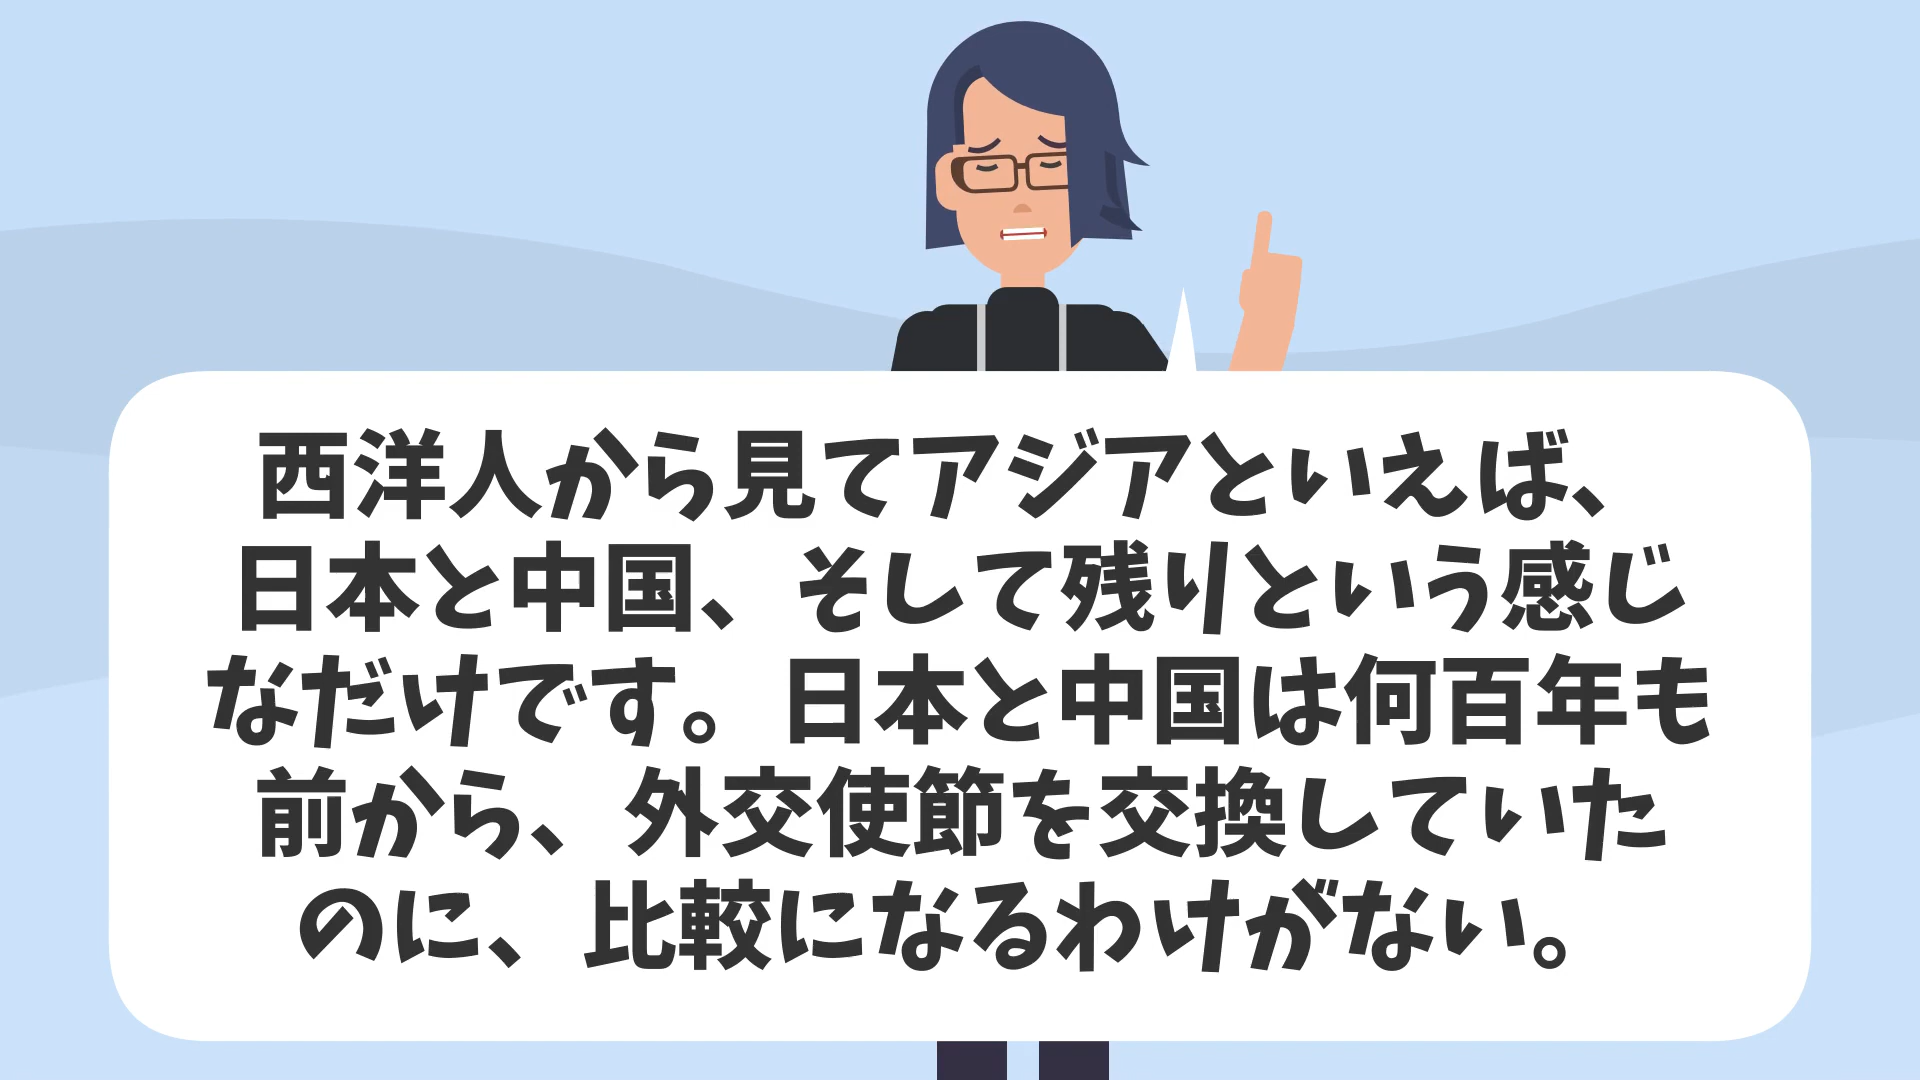 西洋人から見てアジアといえば、
日本と中国、そして残りという感じ
なだけです。日本と中国は何百年も
前から、外交使節を交換していた
のに、比較になるわけがない。